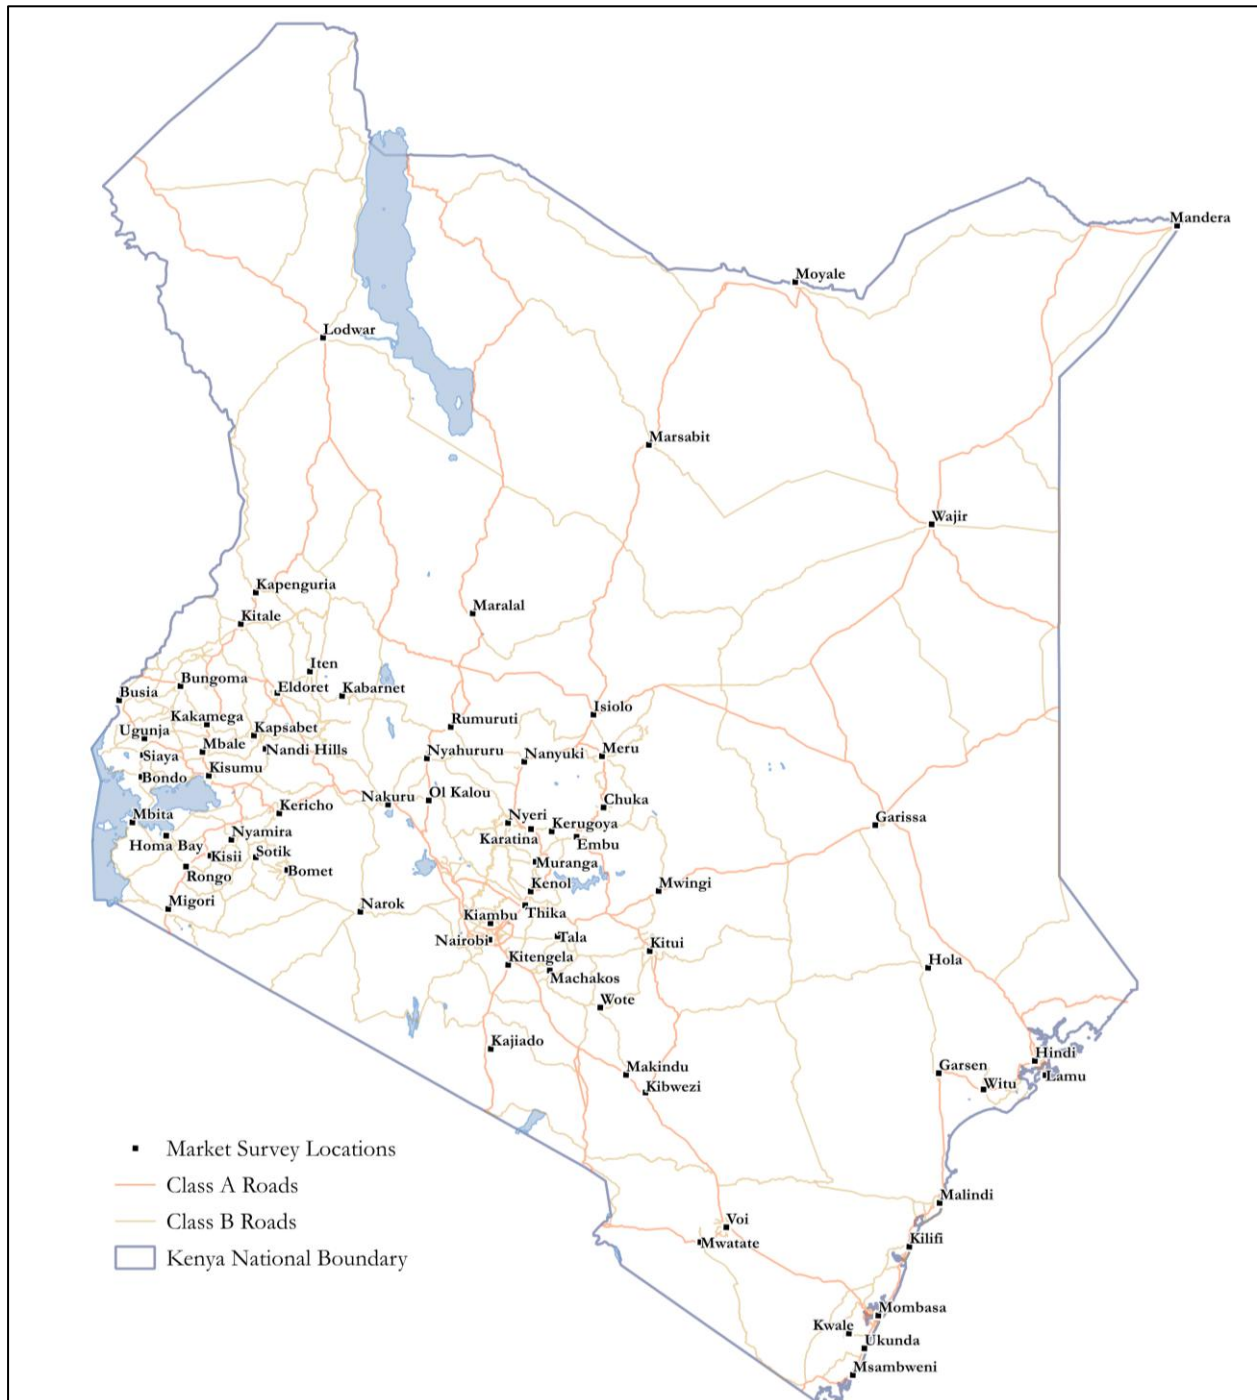 Mandera
Moyale
Lodwar
Marsabit
Wajir
Kapenguria
Maralal
Kitale
Iten
Bungoma
Eldoret
Kabarnet
Busia
Isiolo
Kakamega
Rumuruti
Ugunja
Kapsabet
Mbale
Nandi Hills
Nyahururu
Nanyuki
Meru
Siaya
Kisumu
Bondo
Nakuru
Ol Kalou
Chuka
Kericho
Mbita
Nyeri
Kerugoya
Garissa
Nyamira
Homa Bay
Karatina
Embu
Kisii
Sotik
Muranga
Rongo
Bomet
Kenol
Mwingi
Migori
Narok
Kiambu
Thika
Nairobi
Tala
Kitui
Kitengela
Hola
Machakos
Wote
Kajiado
Hindi
Makindu
Garsen
Lamu
Kibwezi
Witu
Market Survey Locations
Class A Roads
Malindi
Class B Roads
Voi
Mwatate
Kilifi
Kenya National Boundary
Mombasa
Kwale
Ukunda
Msambweni